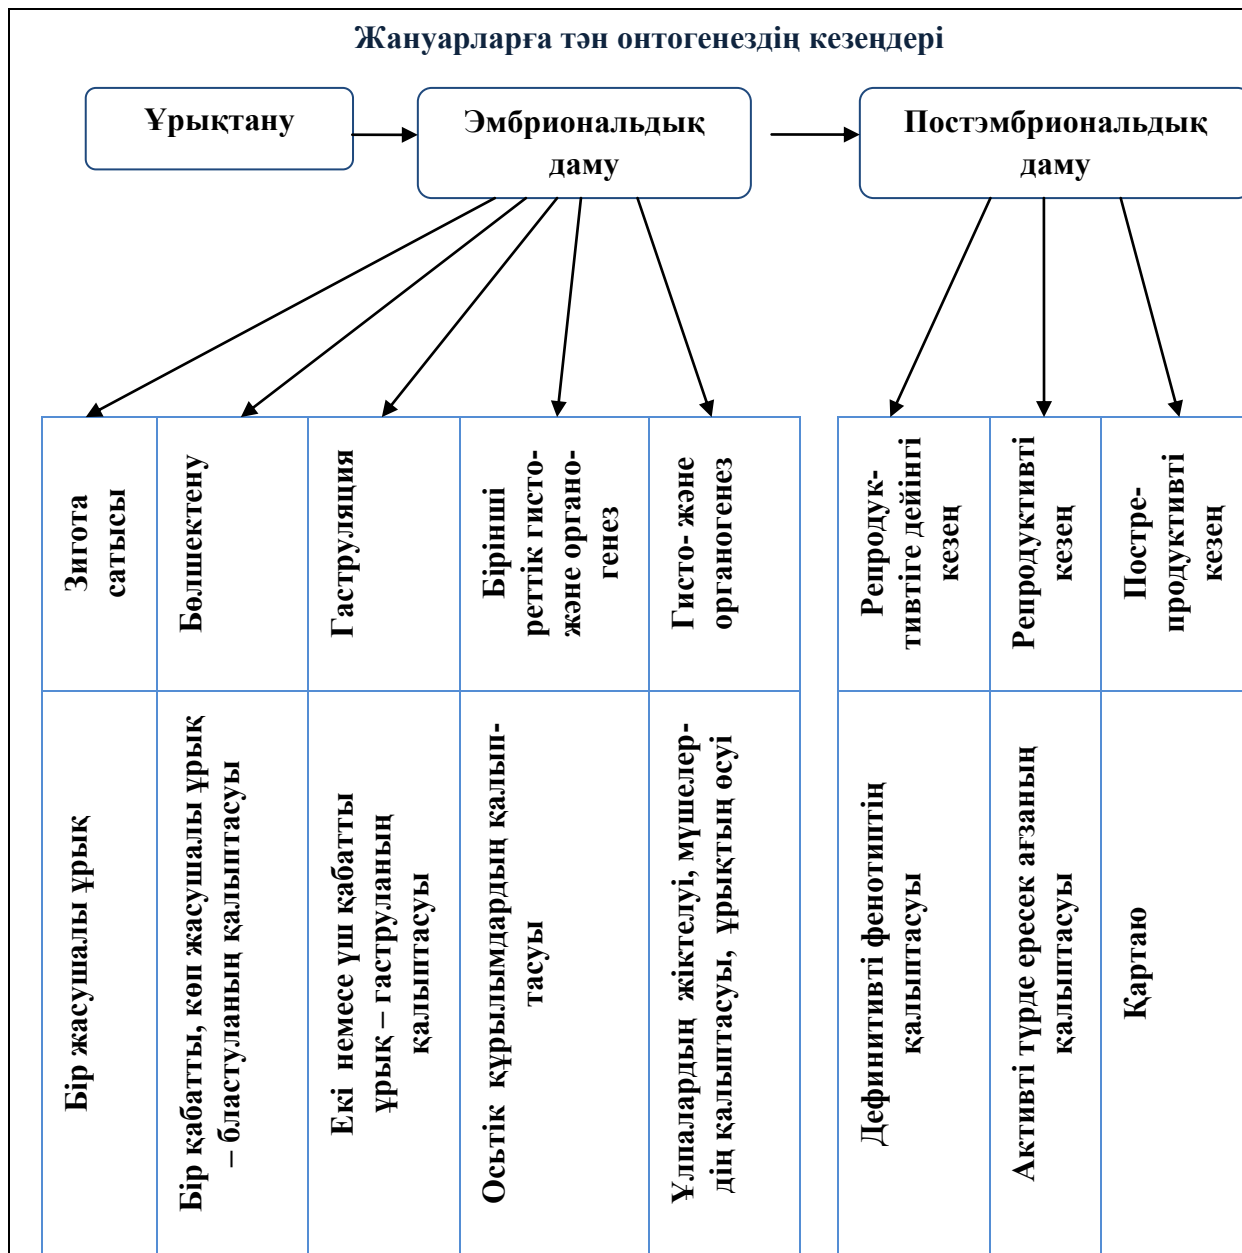 Жануарларға тән онтогенездің кезеңдері
Ұрықтану
Эмбриональдық
даму
Постэмбриональдық
даму
Зигота
сатысы
Бөлшектену
Гаструляция
Бірінші
реттік гисто-
және органо-
генез
Гисто- және
органогенез
Репродук-
тивтіге дейінгі
кезең
Репродуктивті
кезең
Постре-
продуктивті
кезең
Бір жасушалы ұрық
Бір қабатты, көп жасушалы ұрық
– бластуланың қалыптасуы
Екі немесе үш қабатты
ұрық – гаструланың
қалыптасуы
Осьтік құрылымдардың қалып-
тасуы
Ұлпалардың жіктелуі, мүшелер-
дің қалыптасуы, ұрықтың өсуі
Дефинитивті фенотиптің
қалыптасуы
Активті түрде ересек ағзаның
қалыптасуы
Қартаю